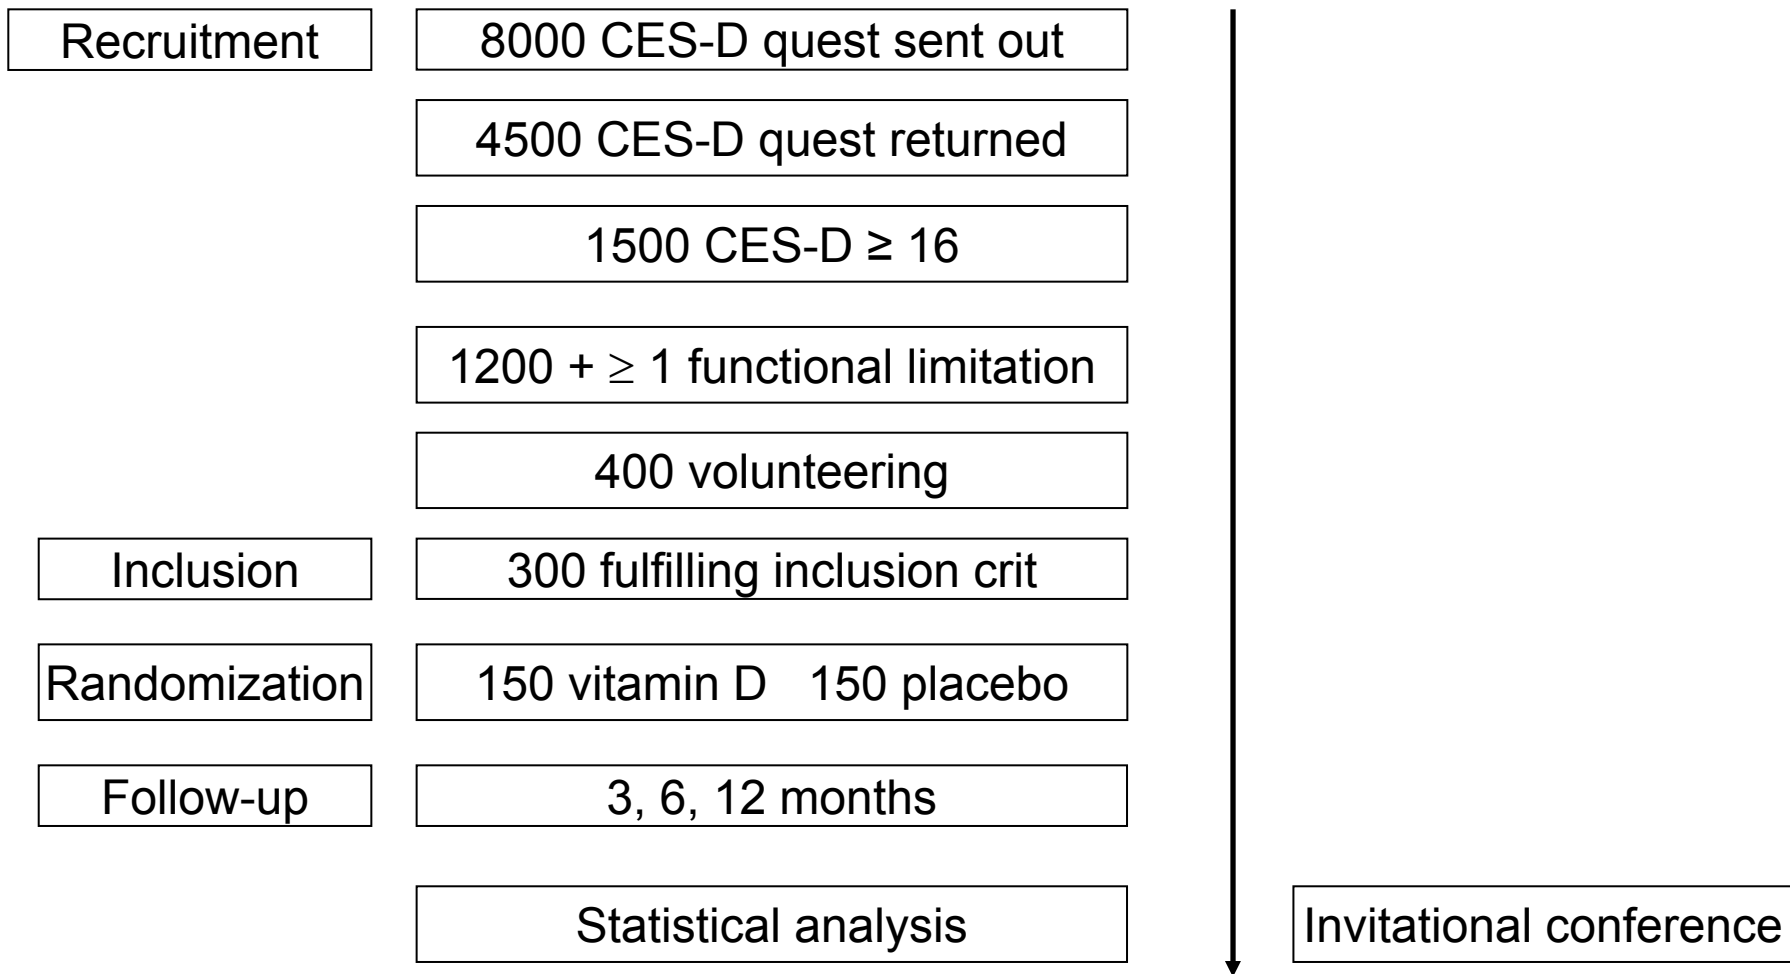 Recruitment
8000 CES-D quest sent out
4500 CES-D quest returned
1500 CES-D ≥ 16
1200 + ≥ 1 functional limitation
400 volunteering
Inclusion
300 fulfilling inclusion crit
Randomization
150 vitamin D 150 placebo
Follow-up
3, 6, 12 months
Statistical analysis
Invitational conference